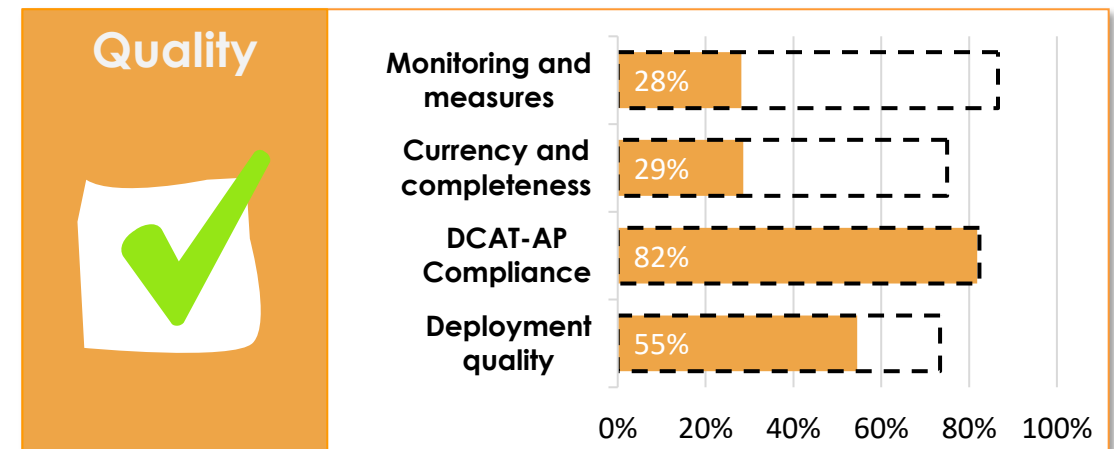 Quality
Monitoring and
measures
28%
Currency and
completeness
29%
DCAT-AP
Compliance
82%
Deployment
quality
55%
0% 20% 40% 60% 80% 100%